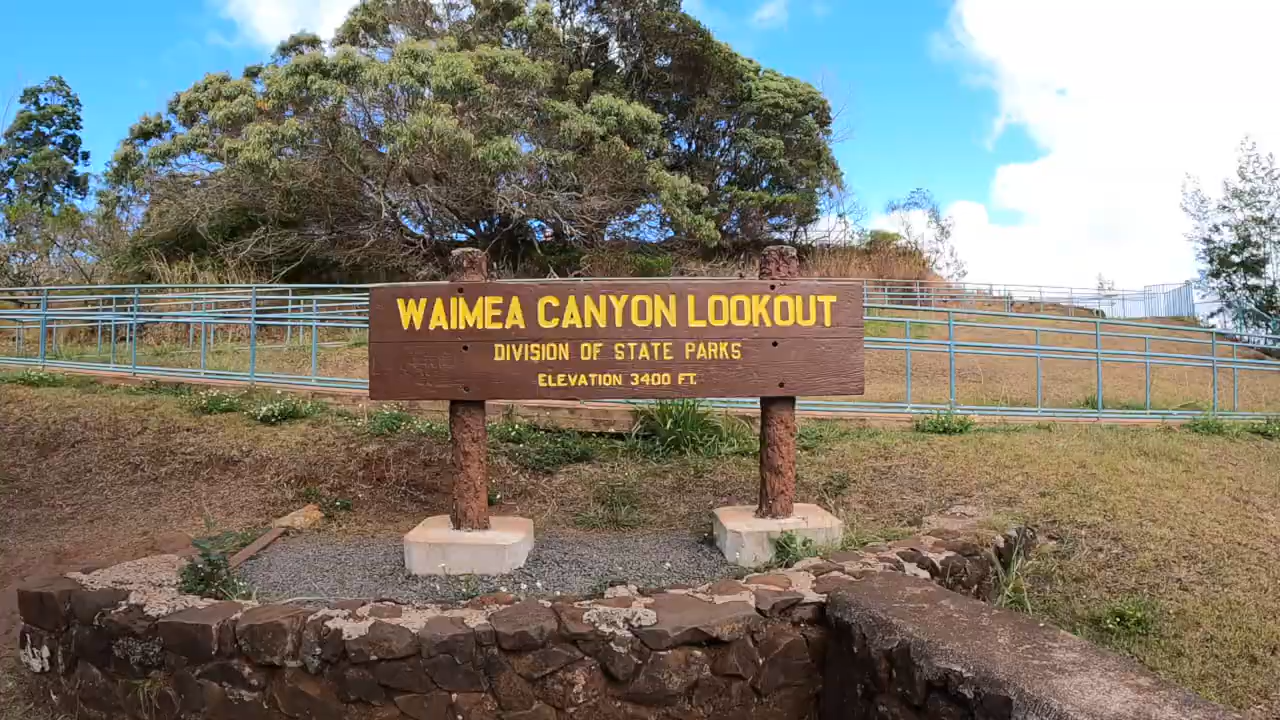 WAIMEA CANYON LOOKOUT
DIVISION OF STATE PARKS
ELEVATION 3400 FT.